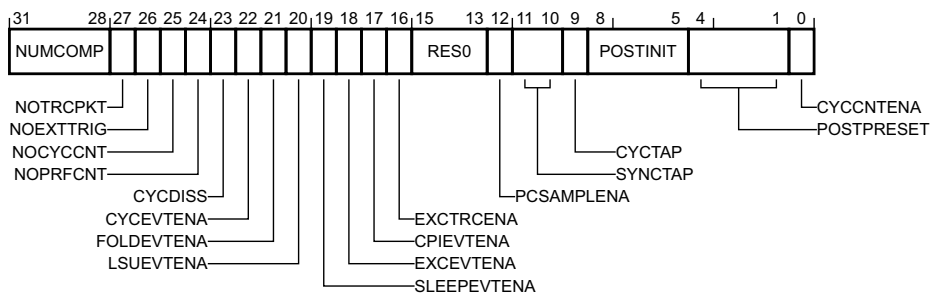 31 28 27 26 25 24 23 22 21 20 19 18 17 16 15 13 12 11 10 9 8 5 4 1 0
NUMCOMP RES0 POSTINIT
NOTRCPKT CYCCNTENA
NOEXTTRIG POSTPRESET
NOCYCCNT CYCTAP
NOPRFCNT SYNCTAP
CYCDISS PCSAMPLENA
CYCEVTENA EXCTRCENA
FOLDEVTENA CPIEVTENA
LSUEVTENA EXCEVTENA
SLEEPEVTENA